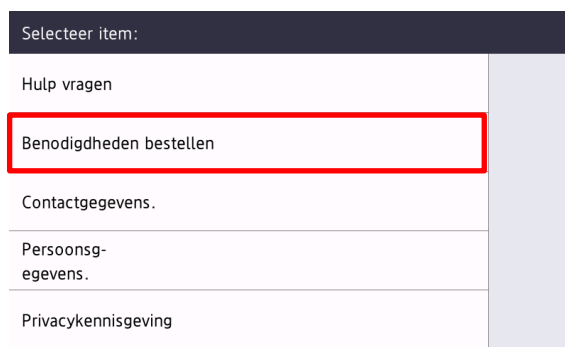 Selecteer item:
Hulp vragen
Benodigdheden bestellen
Contactgegevens.
Persoonsg-
egevens.
Privacykennisgeving